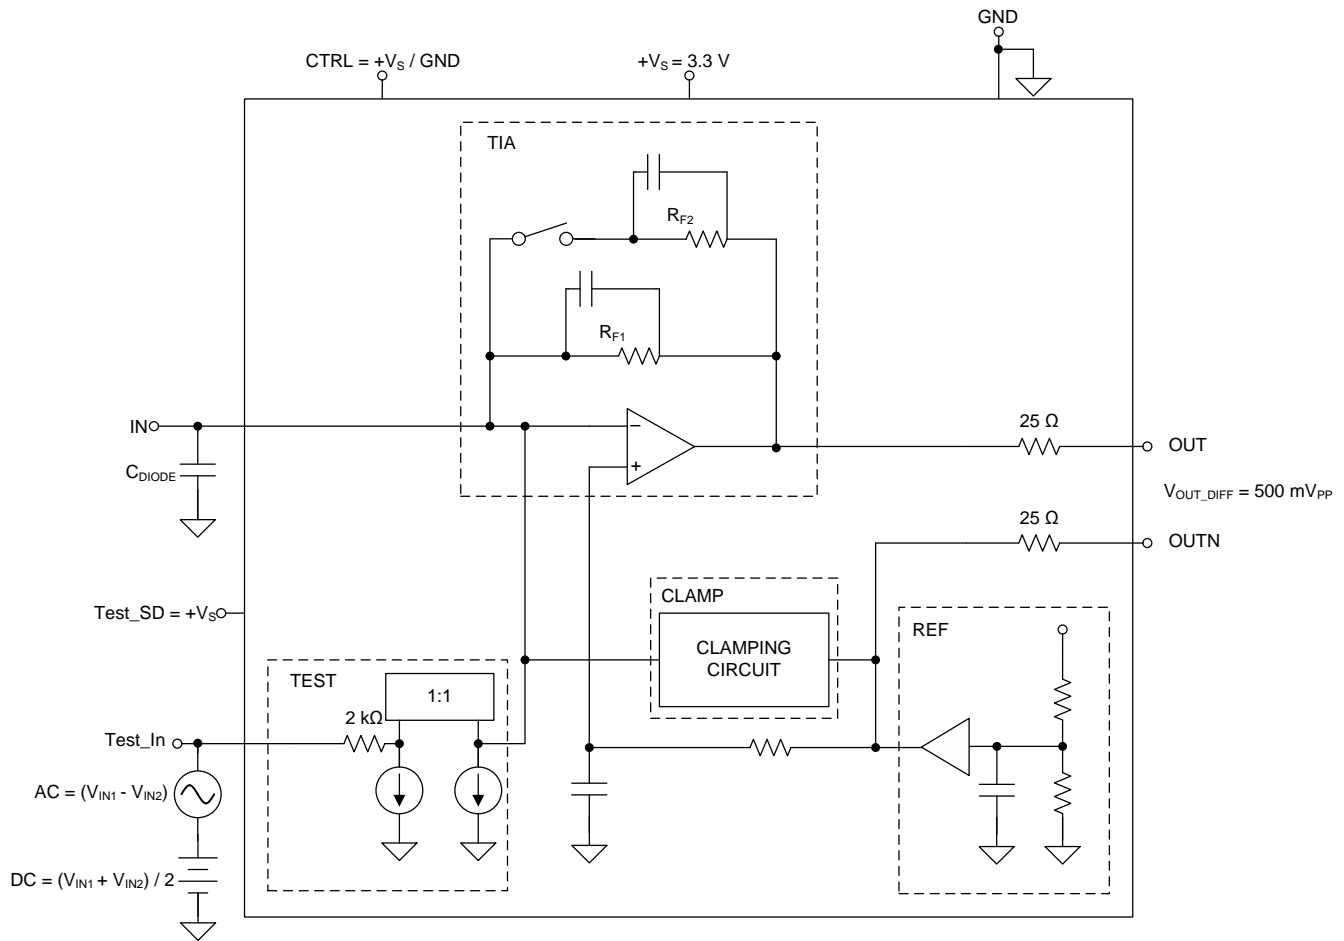 GND
CTRL = +VS / GND
+VS = 3.3 V
TIA
RF2
RF1
IN
−
+
CDIODE
25 Ω
OUT
VOUT_DIFF = 500 mVPP
25 Ω
OUTN
Test_SD = +VS
CLAMP
CLAMPING
CIRCUIT
REF
TEST
1:1
2 kΩ
Test_In
AC = (VIN1 - VIN2)
DC = (VIN1 + VIN2) / 2